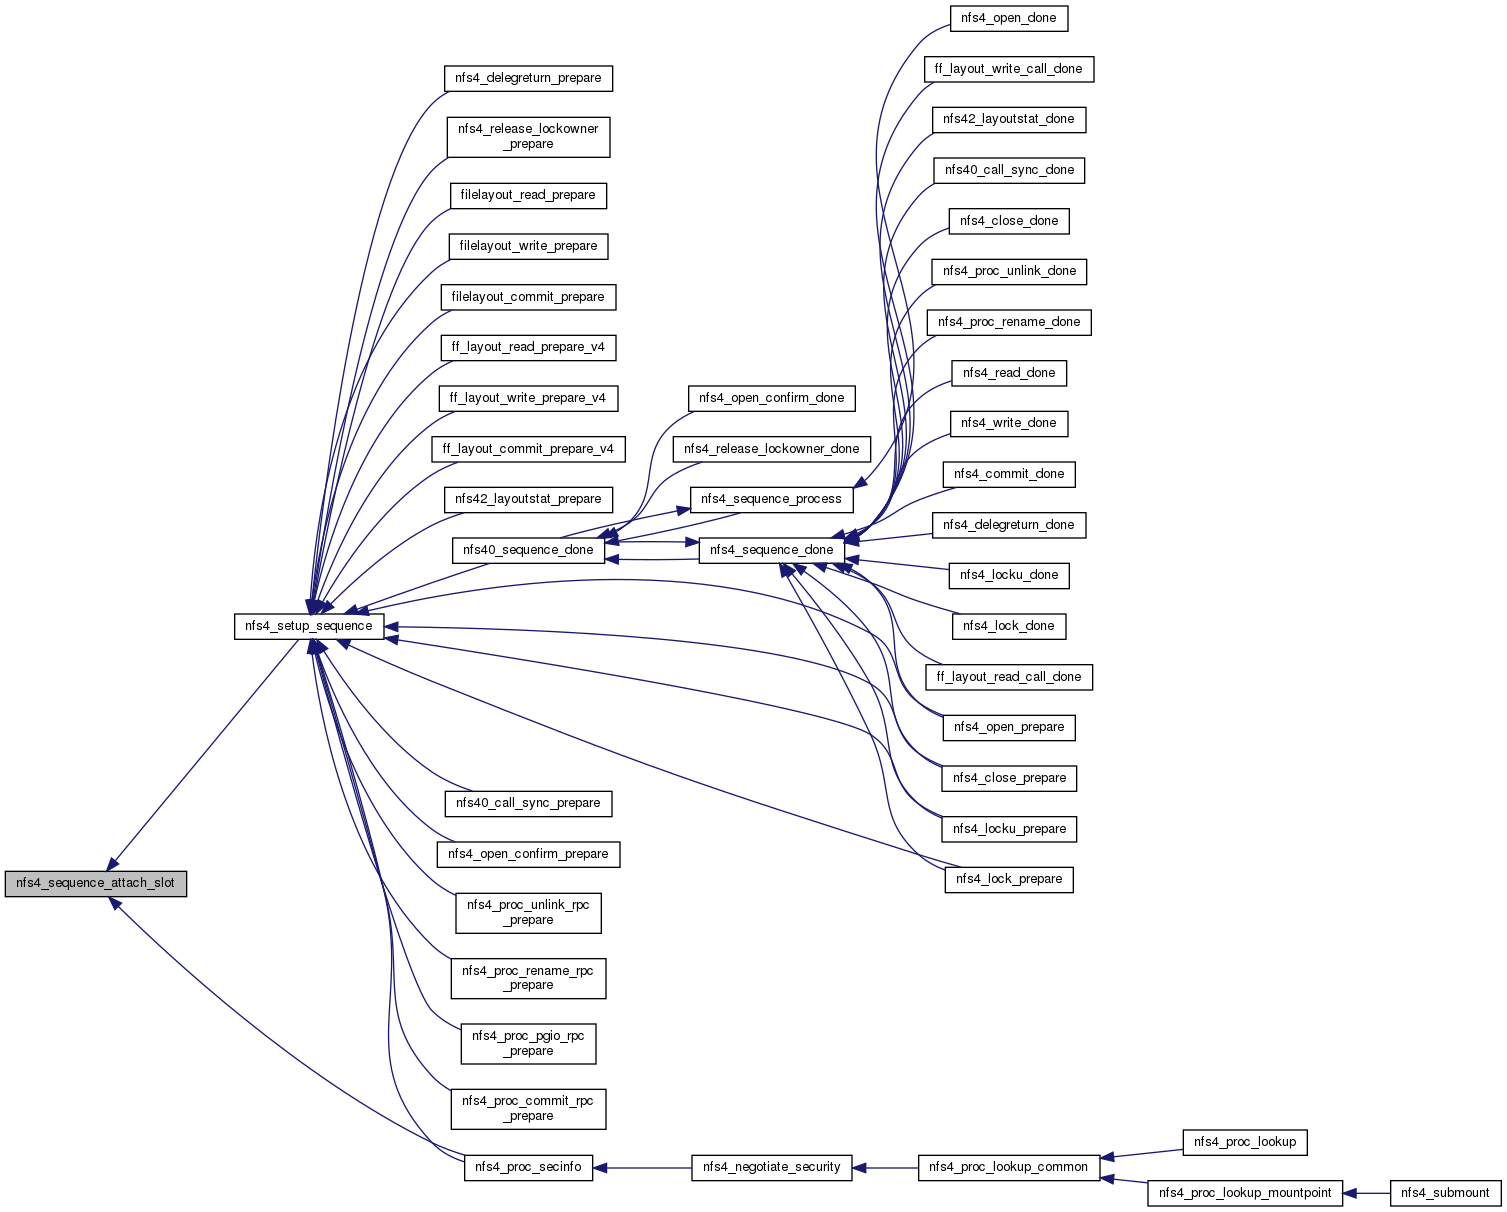 nfs4_open_done
ff_layout_write_call_done
nfs4_delegreturn_prepare
nfs42_layoutstat_done
nfs4_release_lockowner
_prepare
nfs40_call_sync_done
filelayout_read_prepare
nfs4_close_done
filelayout_write_prepare
nfs4_proc_unlink_done
filelayout_commit_prepare
nfs4_proc_rename_done
ff_layout_read_prepare_v4
nfs4_read_done
ff_layout_write_prepare_v4
nfs4_open_confirm_done
nfs4_write_done
ff_layout_commit_prepare_v4
nfs4_release_lockowner_done
nfs4_commit_done
nfs42_layoutstat_prepare
nfs4_sequence_process
nfs4_delegreturn_done
nfs40_sequence_done
nfs4_sequence_done
nfs4_locku_done
nfs4_setup_sequence
nfs4_lock_done
ff_layout_read_call_done
nfs4_open_prepare
nfs4_close_prepare
nfs40_call_sync_prepare
nfs4_locku_prepare
nfs4_open_confirm_prepare
nfs4_lock_prepare
nfs4_sequence_attach_slot
nfs4_proc_unlink_rpc
_prepare
nfs4_proc_rename_rpc
_prepare
nfs4_proc_pgio_rpc
_prepare
nfs4_proc_commit_rpc
_prepare
nfs4_proc_lookup
nfs4_proc_secinfo
nfs4_negotiate_security
nfs4_proc_lookup_common
nfs4_proc_lookup_mountpoint
nfs4_submount